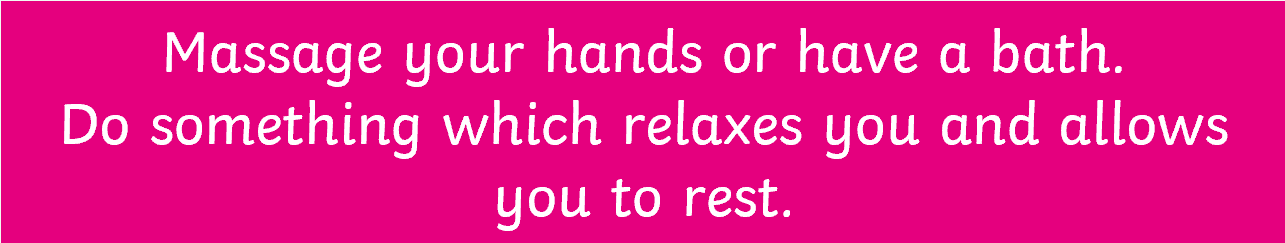 Massage your hands or have a bath.
Do something which relaxes you and allows
you to rest.